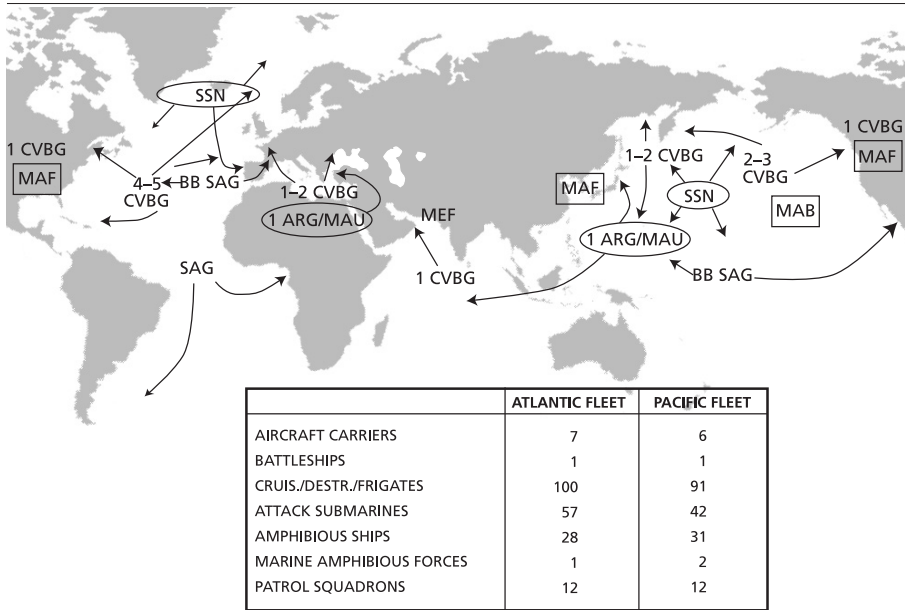 SSN
1 CVBG
MAF
4–5
CVBG
BB SAG
1–2 CVBG
1 ARG/MAU
MEF
1 CVBG
SAG
MAF
1–2 CVBG
SSN
2–3
CVBG
MAB
1 CVBG
MAF
1 ARG/MAU
BB SAG
ATLANTIC FLEET PACIFIC FLEET
AIRCRAFT CARRIERS 7 6
BATTLESHIPS 1 1
CRUIS./DESTR./FRIGATES 100 91
ATTACK SUBMARINES 57 42
AMPHIBIOUS SHIPS 28 31
MARINE AMPHIBIOUS FORCES 1 2
PATROL SQUADRONS 12 12